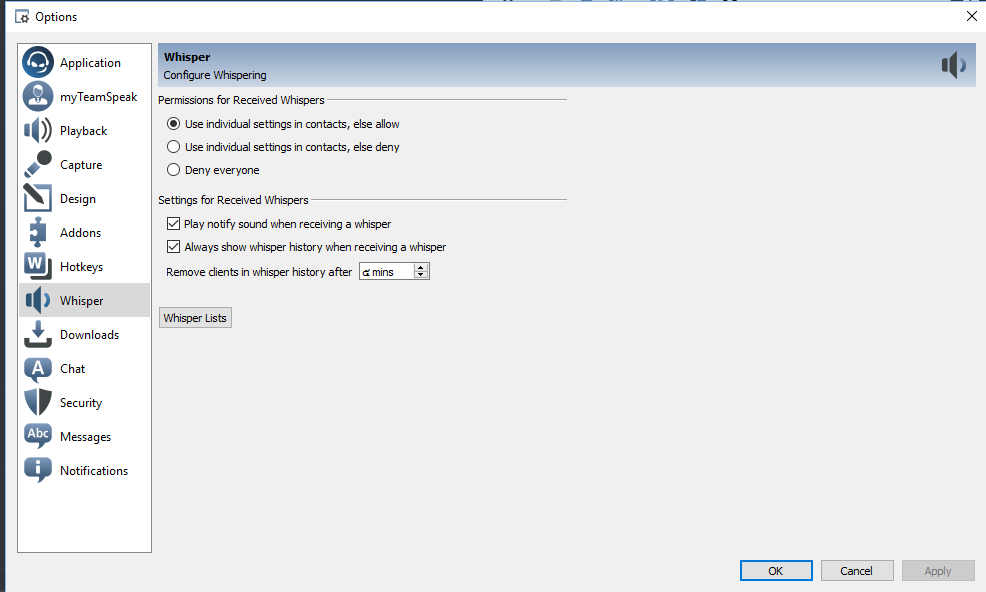 Options
Application
myTeamSpeak
Playback
Capture
Design
Addons
Hotkeys
Whisper
Downloads
Chat
Security
Messages
Notifications
Whisper
Configure Whispering
Permissions for Received Whispers
Use individual settings in contacts, else allow
Use individual settings in contacts, else deny
Deny everyone
Settings for Received Whispers
Play notify sound when receiving a whisper
Always show whisper history when receiving a whisper
Remove clients in whisper history after mins
Whisper Lists
OK
Cancel
Apply